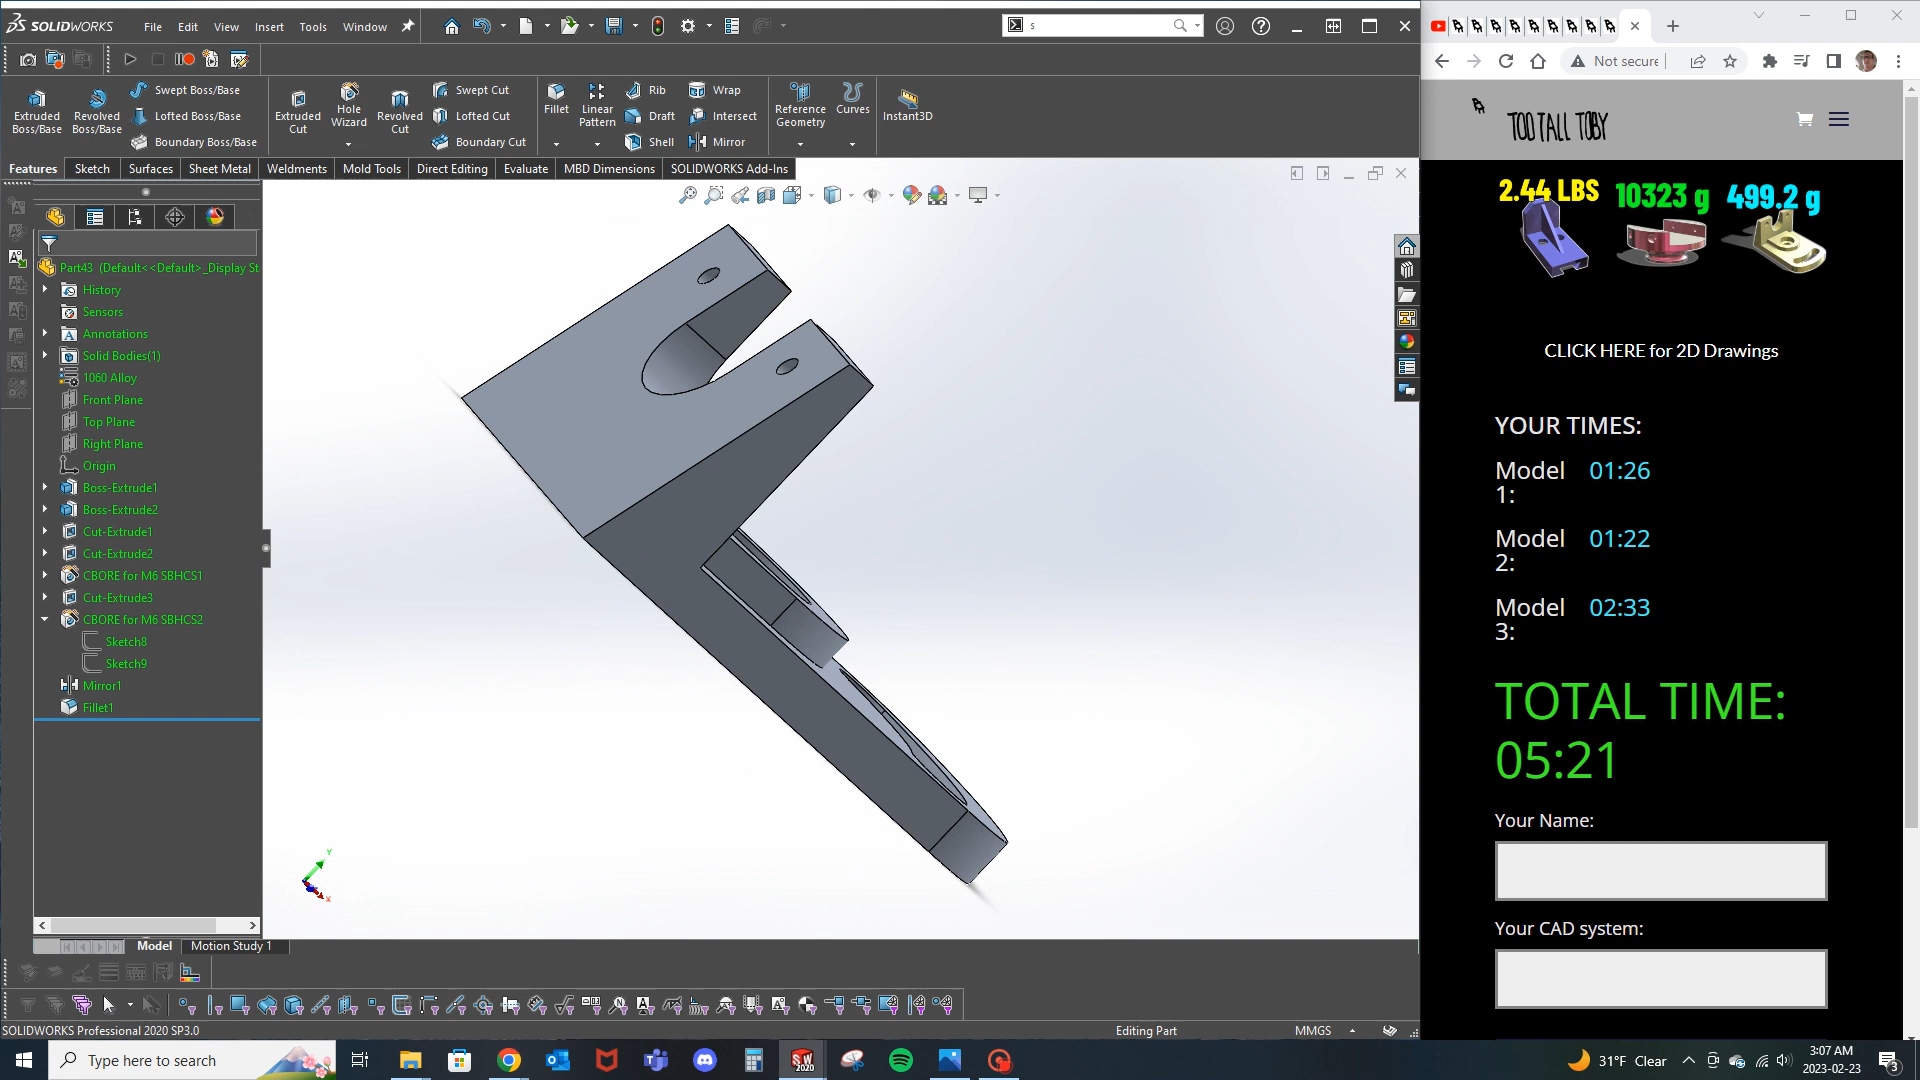 SOLIDWORKS File Edit View Insert Tools Window
s
Extruded Boss/Base
Revolved Boss/Base
Swept Boss/Base
Lofted Boss/Base
Boundary Boss/Base
Extruded Cut
Hole Wizard
Revolved Cut
Swept Cut
Lofted Cut
Boundary Cut
Fillet
Linear Pattern
Rib
Draft
Shell
Wrap
Intersect
Mirror
Reference Geometry
Curves
Instant3D
Features Sketch Surfaces Sheet Metal Weldments Mold Tools Direct Editing Evaluate MBD Dimensions SOLIDWORKS Add-Ins
Part43 (Default<<Default>_Display St
History
Sensors
Annotations
Solid Bodies(1)
1060 Alloy
Front Plane
Top Plane
Right Plane
Origin
Boss-Extrude1
Boss-Extrude2
Cut-Extrude1
Cut-Extrude2
CBORE for M6 SBHCS1
Cut-Extrude3
CBORE for M6 SBHCS2
Sketch8
Sketch9
Mirror1
Fillet1
Y
X
Model Motion Study 1
SOLIDWORKS Professional 2020 SP3.0
Editing Part
MMGS
Not secure
TOO TALL TOBY
2.44 LBS 10323 g 499.2 g
CLICK HERE for 2D Drawings
YOUR TIMES:
Model 1: 01:26
Model 2: 01:22
Model 3: 02:33
TOTAL TIME:
05:21
Your Name:
Your CAD system:
Type here to search
SW 2020
31°F Clear
3:07 AM
2023-02-23
3